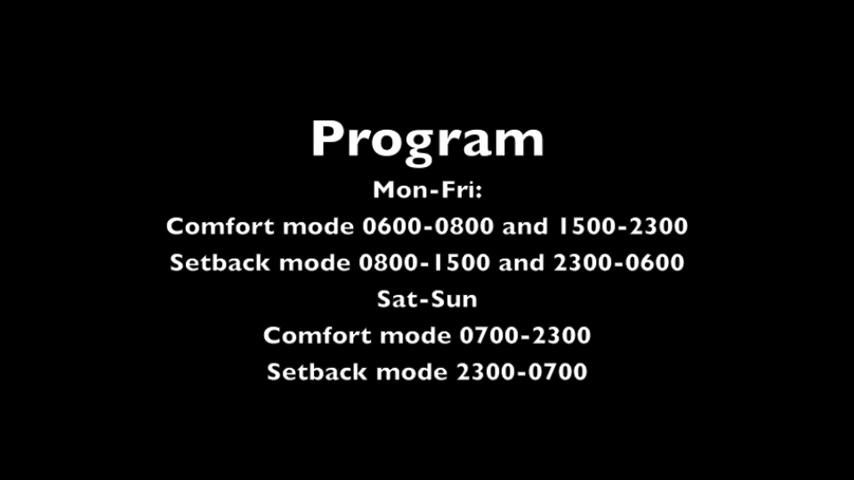 Program
Mon-Fri:
Comfort mode 0600-0800 and 1500-2300
Setback mode 0800-1500 and 2300-0600
Sat-Sun
Comfort mode 0700-2300
Setback mode 2300-0700